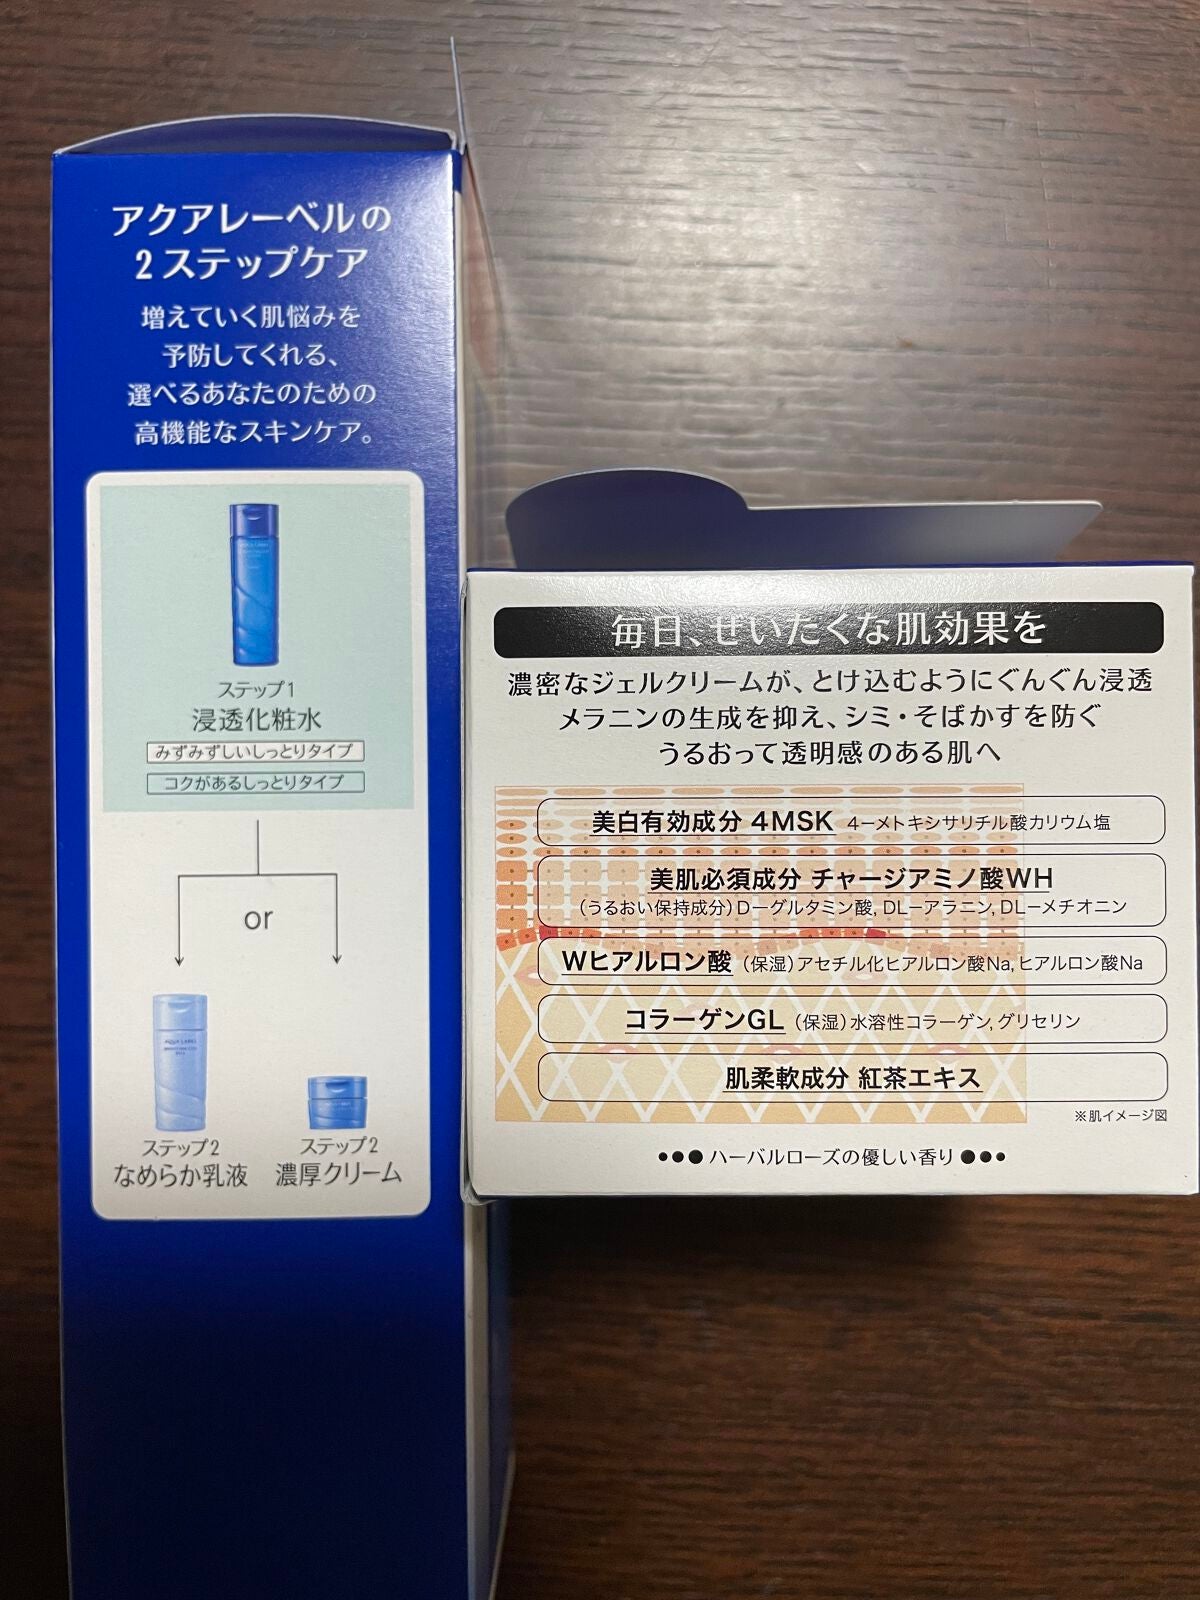 アクアレーベルの
2ステップケア
増えていく肌悩みを
予防してくれる、
選べるあなたのための
高機能なスキンケア。
ステップ1
浸透化粧水
みずみずしいしっとりタイプ
コクがあるしっとりタイプ
or
AQUA LABEL
ステップ2
なめらか乳液
ステップ2
濃厚クリーム
毎日、ぜいたくな肌効果を
濃密なジェルクリームが、とけ込むようにぐんぐん浸透
メラニンの生成を抑え、シミ・そばかすを防ぐ
うるおって透明感のある肌へ
美白有効成分 4MSK 4ーメトキシサリチル酸カリウム塩
美肌必須成分 チャージアミノ酸WH
（うるおい保持成分）Dーグルタミン酸, DLーアラニン, DLーメチオニン
Wヒアルロン酸（保湿）アセチル化ヒアルロン酸Na, ヒアルロン酸Na
コラーゲンGL（保湿）水溶性コラーゲン, グリセリン
肌柔軟成分 紅茶エキス
※肌イメージ図
•●●ハーバルローズの優しい香り●●•